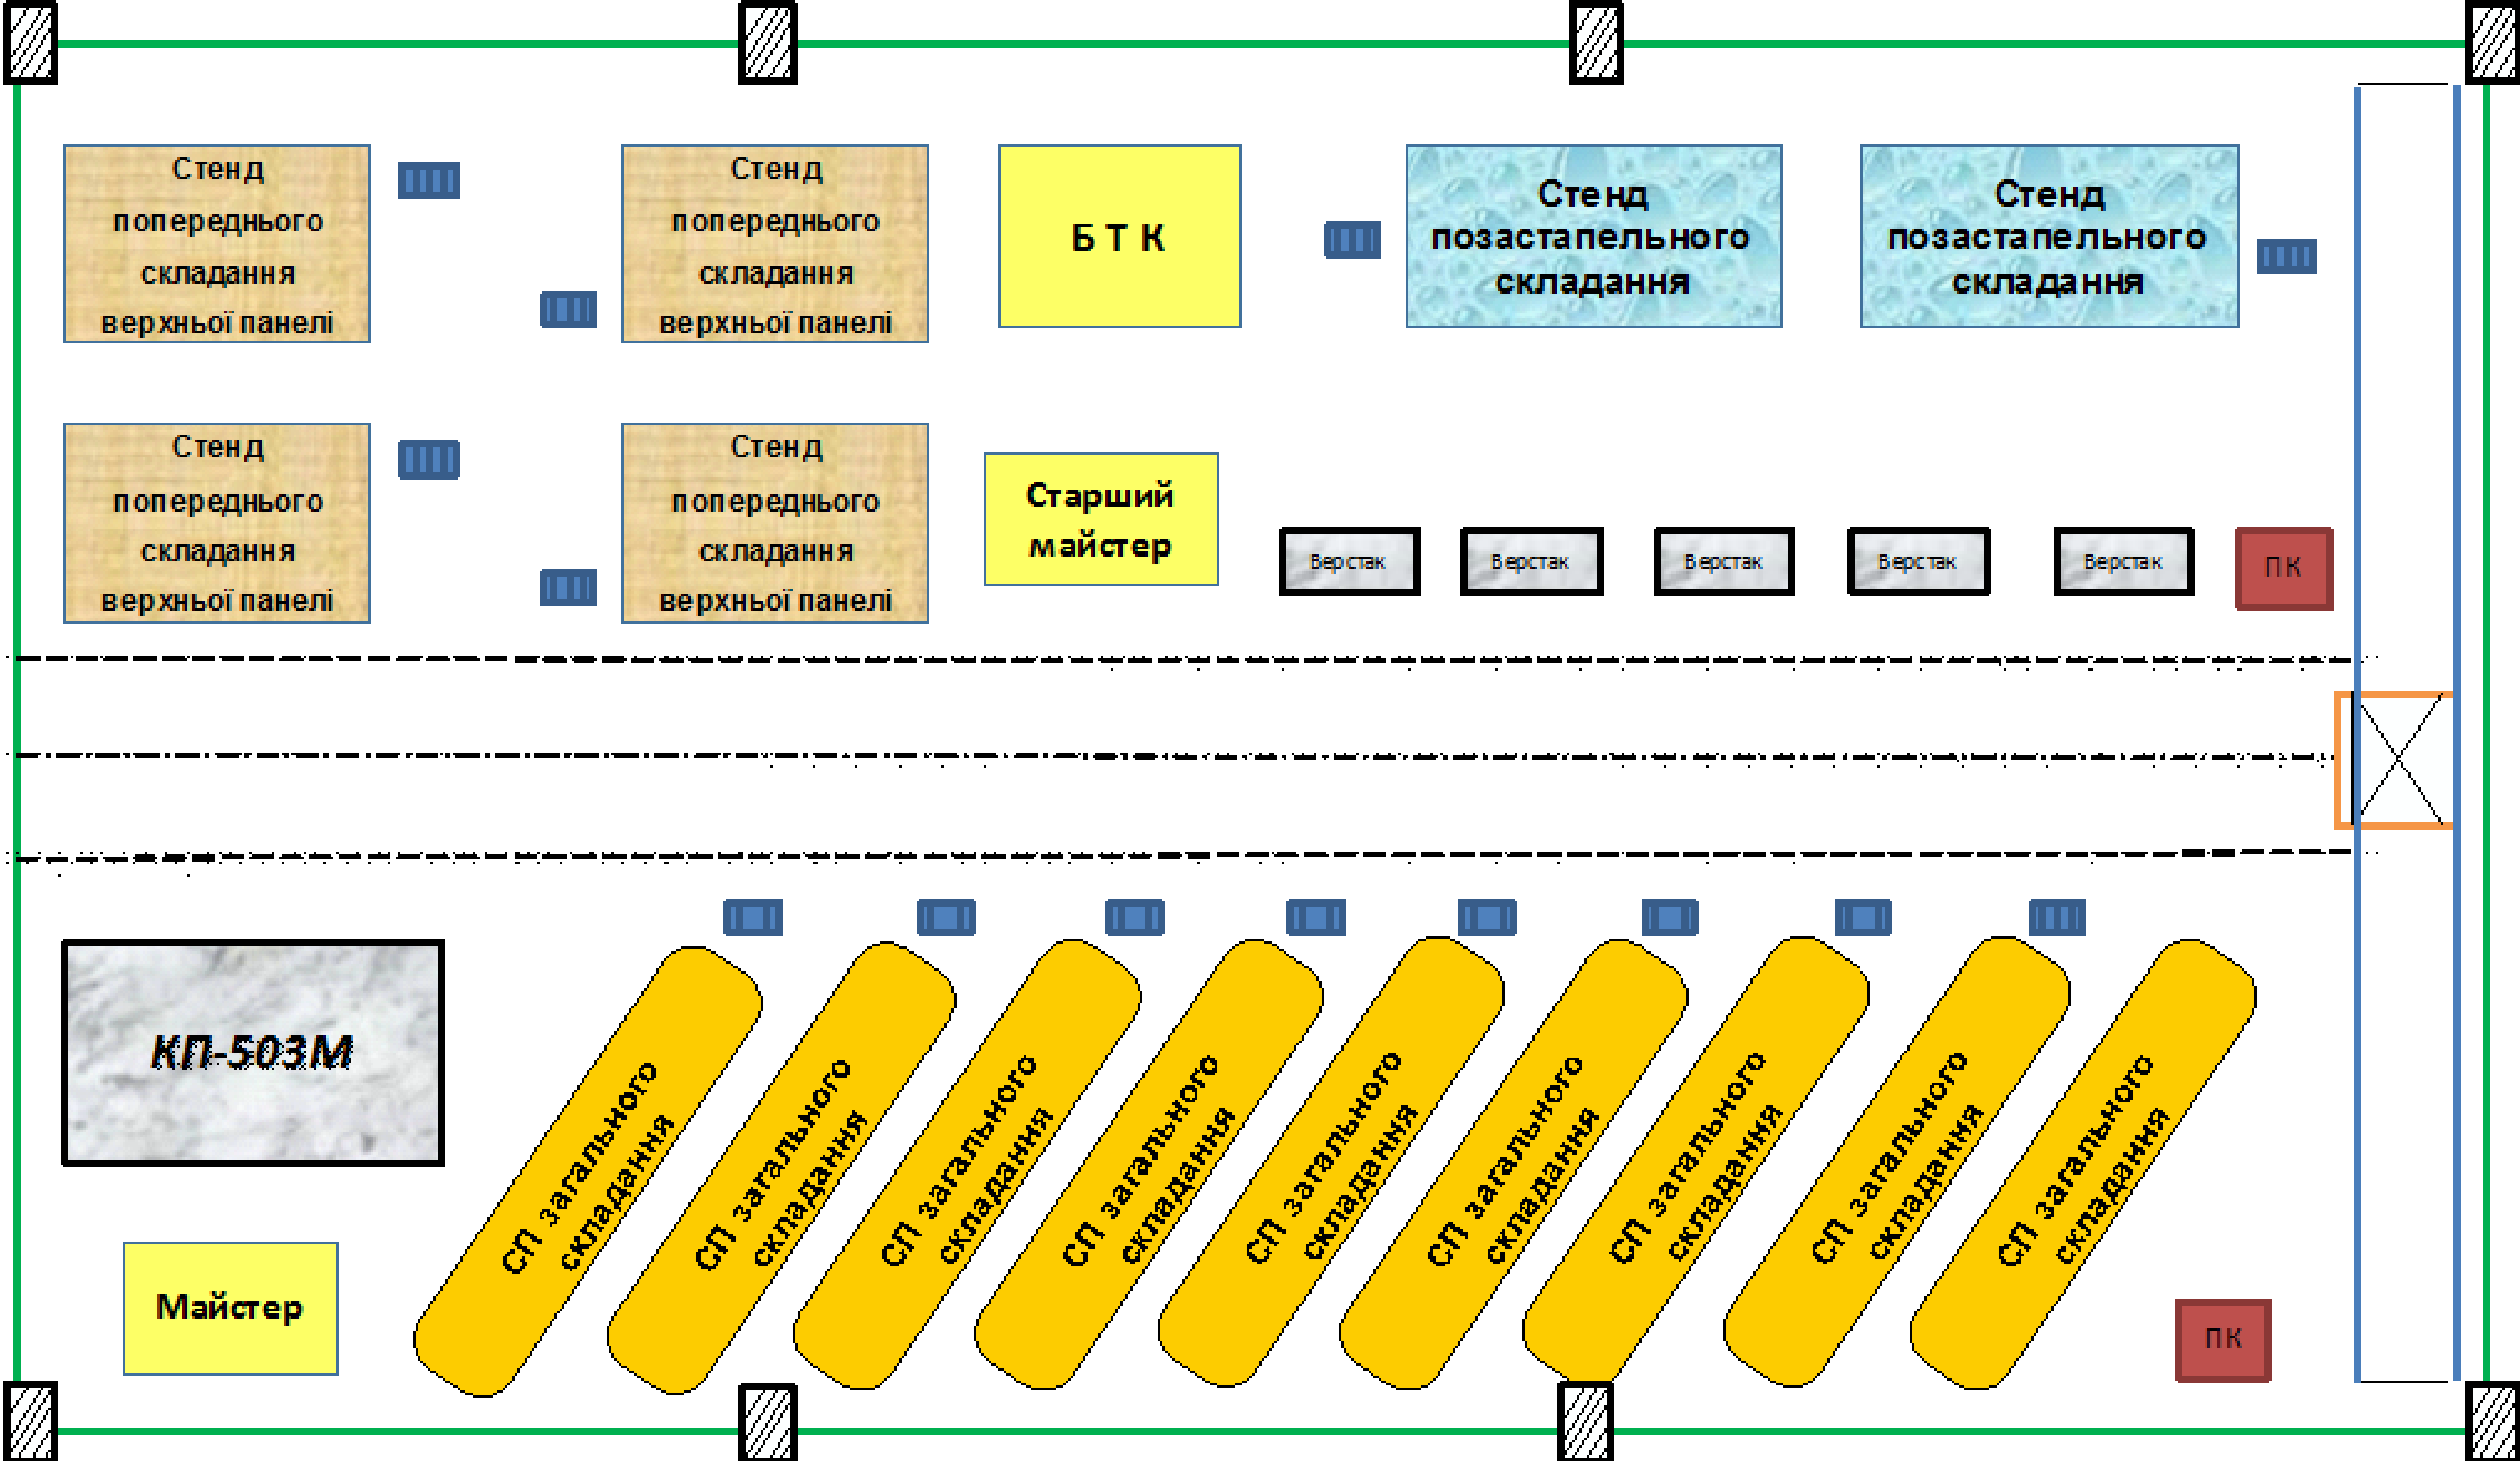 Стенд
попереднього
складання
верхньої панелі
Стенд
попереднього
складання
верхньої панелі
Б Т К
Стенд
позастапельного
складання
Стенд
позастапельного
складання
Стенд
попереднього
складання
верхньої панелі
Стенд
попереднього
складання
верхньої панелі
Старший
майстер
Верстак
Верстак
Верстак
Верстак
Верстак
ПК
КП-503М
СП загального
складання
СП загального
складання
СП загального
складання
СП загального
складання
СП загального
складання
СП загального
складання
СП загального
складання
СП загального
складання
СП загального
складання
Майстер
ПК